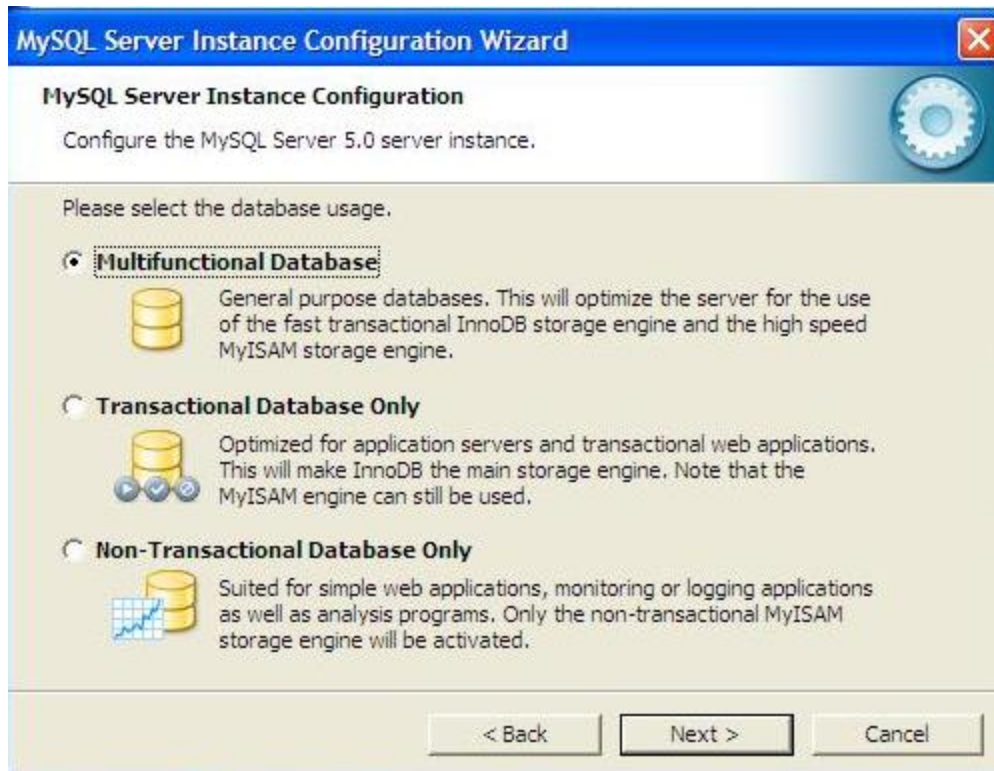 MySQL Server Instance Configuration Wizard
MySQL Server Instance Configuration
Configure the MySQL Server 5.0 server instance.
Please select the database usage.
Multifunctional Database
General purpose databases. This will optimize the server for the use
of the fast transactional InnoDB storage engine and the high speed
MyISAM storage engine.
Transactional Database Only
Optimized for application servers and transactional web applications.
This will make InnoDB the main storage engine. Note that the
MyISAM engine can still be used.
Non-Transactional Database Only
Suited for simple web applications, monitoring or logging applications
as well as analysis programs. Only the non-transactional MyISAM
storage engine will be activated.
< Back Next > Cancel